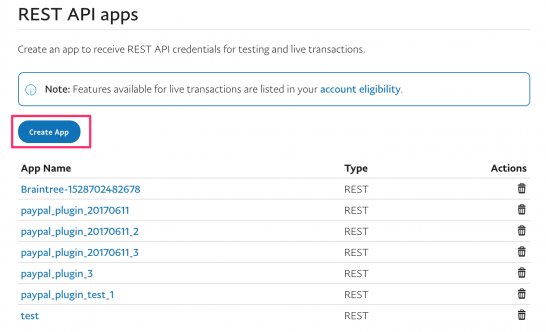 REST API apps
Create an app to receive REST API credentials for testing and live transactions.
Note: Features available for live transactions are listed in your account eligibility.
Create App
App Name Type Actions
Braintree-1528702482678 REST
paypal_plugin_20170611 REST
paypal_plugin_20170611_2 REST
paypal_plugin_20170611_3 REST
paypal_plugin_3 REST
paypal_plugin_test_1 REST
test REST